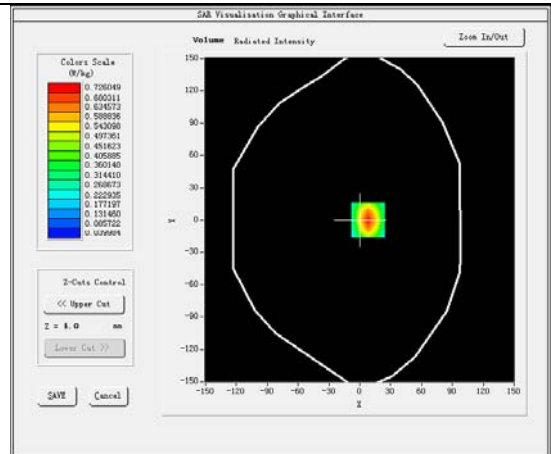 SAR Visualisation Graphical Interface
Volume Radiated Intensity
Zoom In/Out
Colors Scale
(W/kg)
0.726049
0.680311
0.634573
0.588836
0.543098
0.497361
0.451623
0.405885
0.360148
0.314410
0.268673
0.222935
0.177197
0.131460
0.085722
0.039984
150
120
90
60
30
0
-30
-60
-90
-120
-150
Y
-150 -120 -90 -60 -30 0 30 60 90 120 150
X
Z-Cuts Control
<< Upper Cut
Z = 4.0 mm
Lower Cut >>
SAVE Cancel